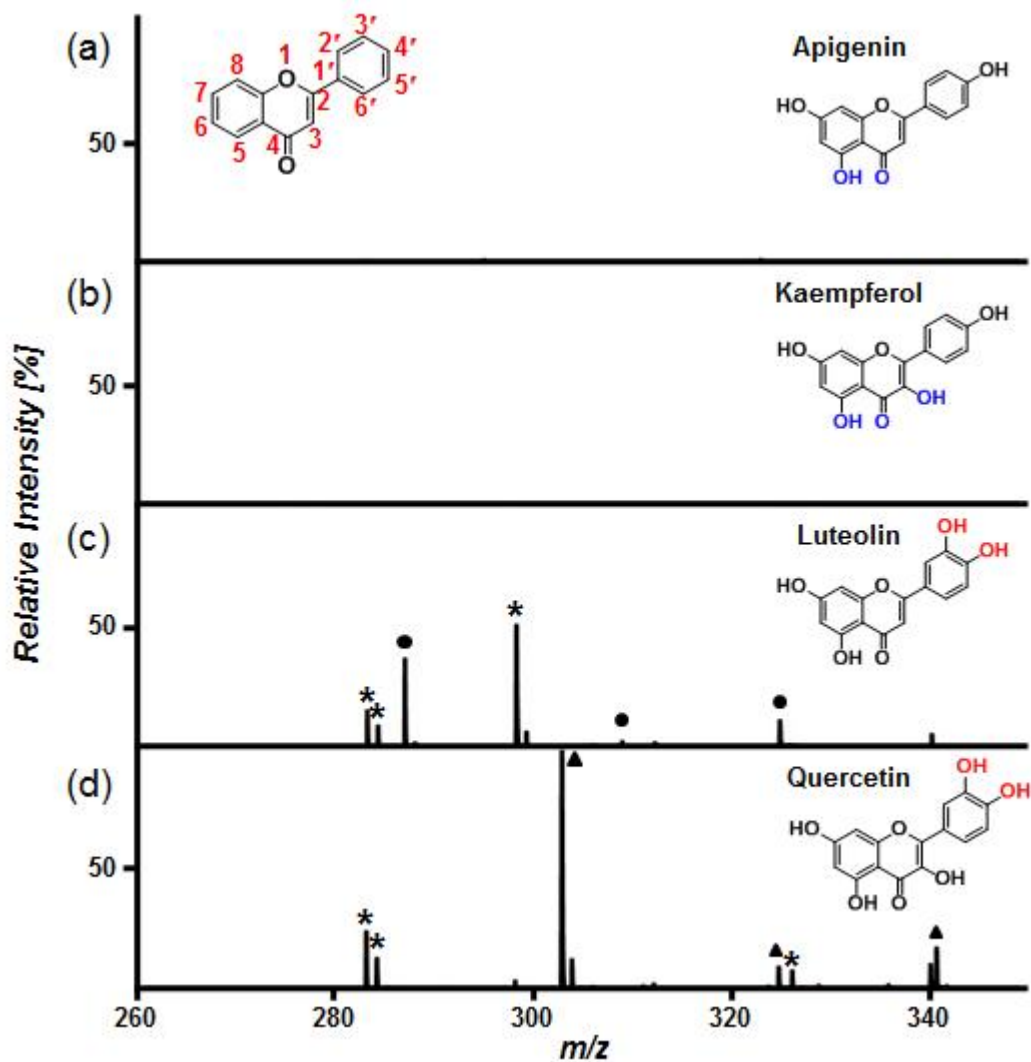 (a)
Apigenin
1
2
3
4
5
6
7
8
1′
2′
3′
4′
5′
6′
O
O
OH
HO
O
OH
O
50
(b)
Kaempferol
OH
HO
O
OH
OH
O
50
(c)
Luteolin
OH
OH
HO
O
OH
O
50
*
*
*
(d)
Quercetin
OH
OH
HO
O
OH
OH
O
50
*
*
*
260
280
300
320
340
m/z
Relative Intensity [%]